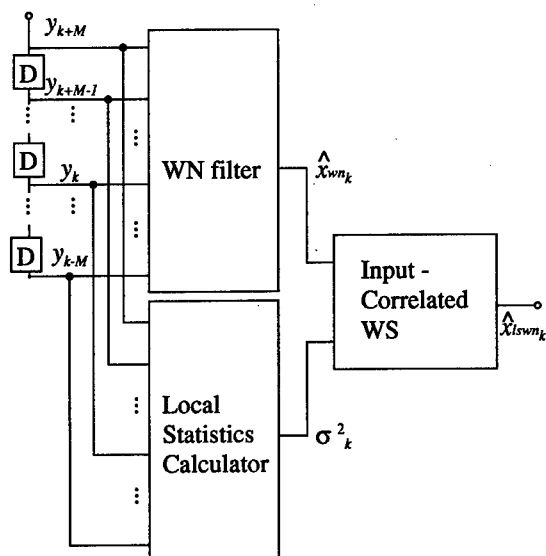 y_{k+M}
D
y_{k+M-1}
D
y_k
D
y_{k-M}
WN filter
x̂_{wn_k}
Input -
Correlated
WS
x̂_{lswn_k}
Local
Statistics
Calculator
σ²_k